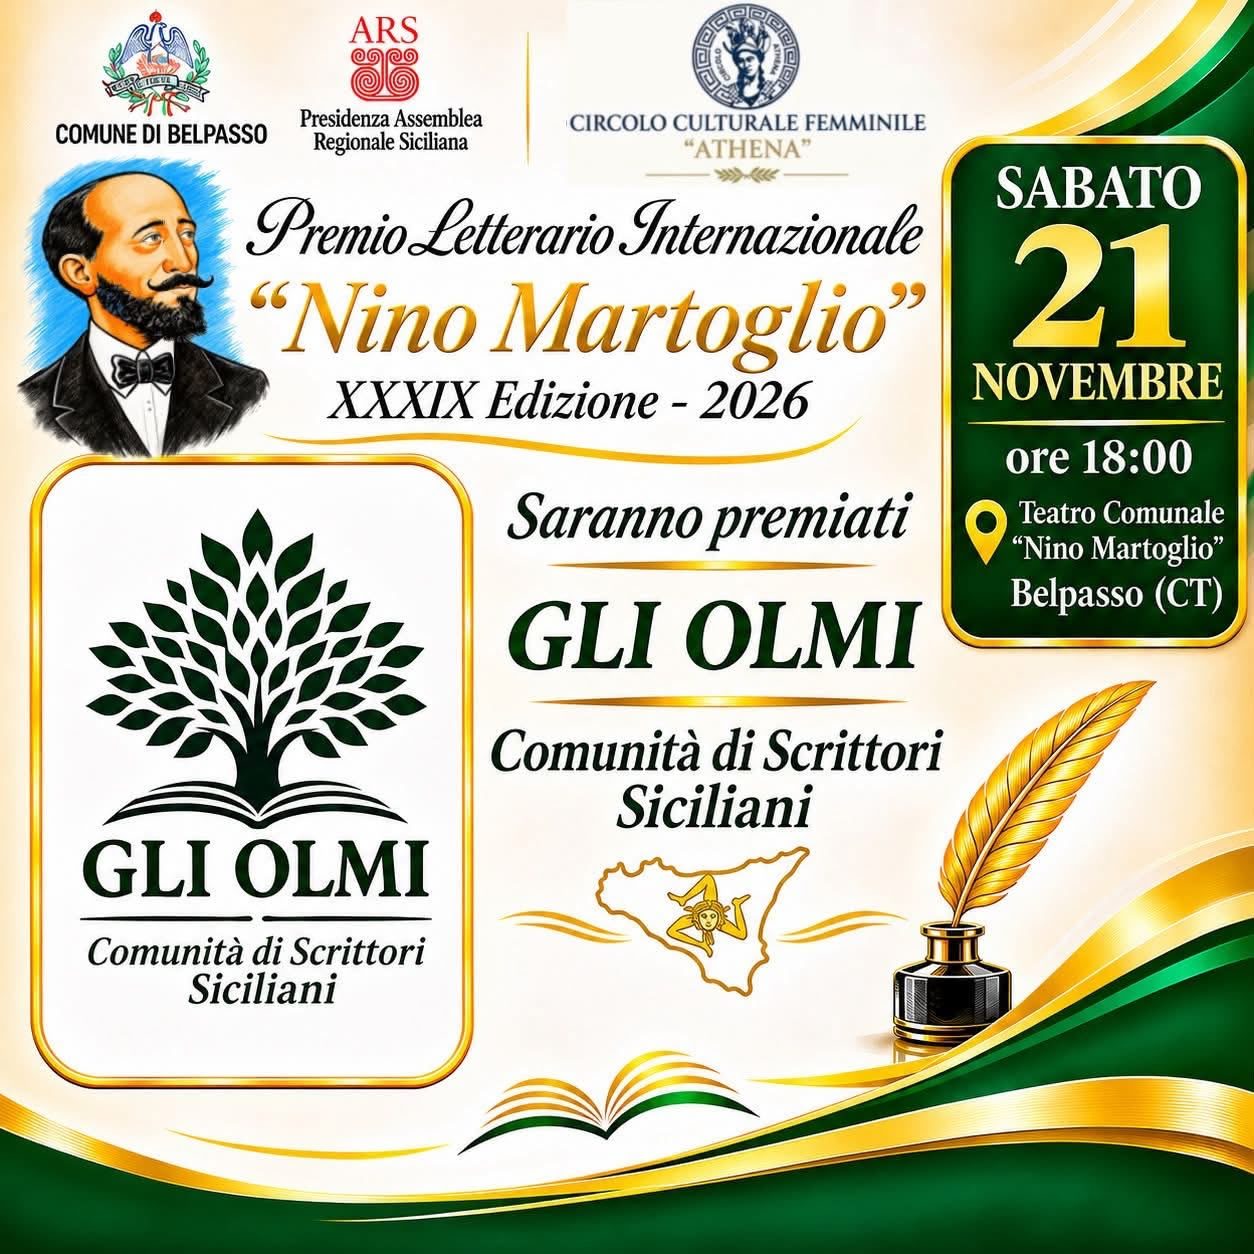 COMUNE DI BELPASSO
ARS
Presidenza Assemblea
Regionale Siciliana
CIRCOLO CULTURALE FEMMINILE
"ATHENA"
Premio Letterario Internazionale
"Nino Martoglio"
XXXIX Edizione - 2026
SABATO
21
NOVEMBRE
ore 18:00
Teatro Comunale
"Nino Martoglio"
Belpasso (CT)
Saranno premiati
GLI OLMI
Comunità di Scrittori
Siciliani
GLI OLMI
Comunità di Scrittori
Siciliani